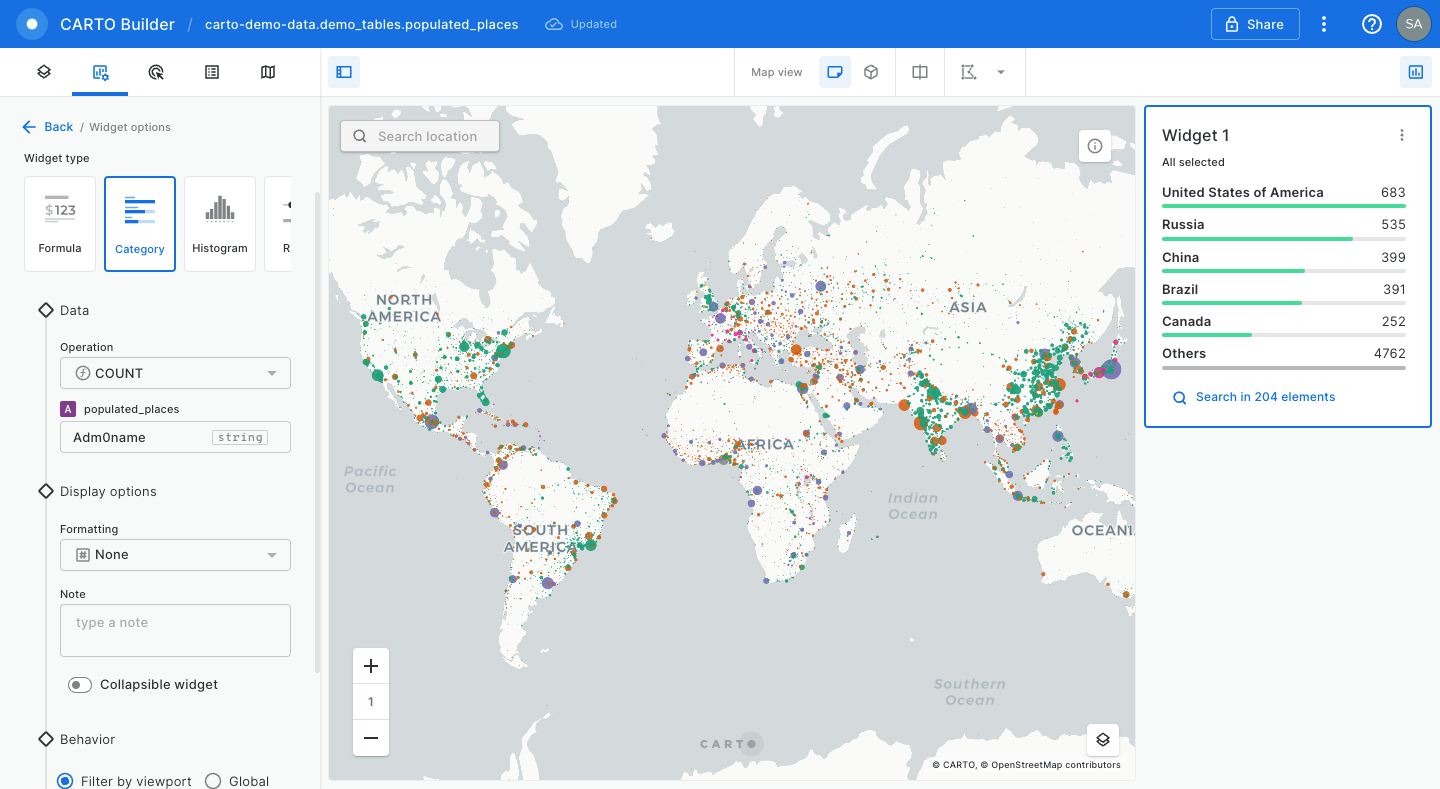 CARTO Builder / carto-demo-data.demo_tables.populated_places Updated Share SA
Map view
Back / Widget options
Widget type
$123
Formula
Category
Histogram
R
Data
Operation
COUNT
A populated_places
Adm0name string
Display options
Formatting
None
Note
type a note
Collapsible widget
Behavior
Filter by viewport Global
Search location
NORTH
AMERICA
ASIA
AFRICA
Pacific
Ocean
Indian
Ocean
SOUTH
AMERICA
OCEANI
Southern
Ocean
1
CARTO
© CARTO, © OpenStreetMap contributors
Widget 1
All selected
United States of America 683
Russia 535
China 399
Brazil 391
Canada 252
Others 4762
Search in 204 elements